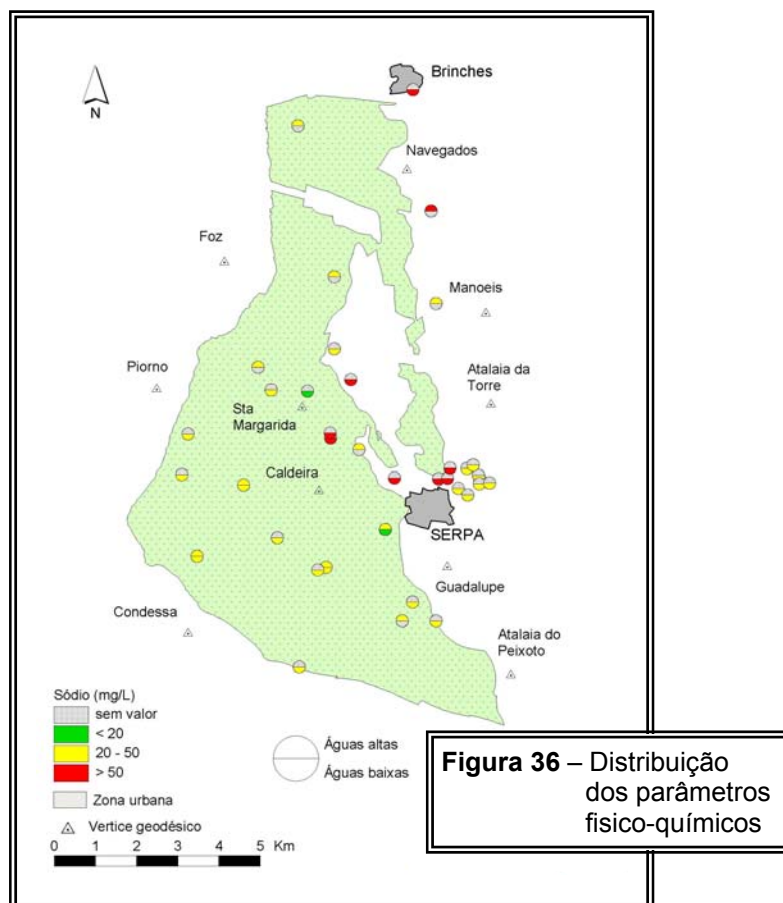 Brinches
N
Navegados
Foz
Manoeis
Piorno
Atalaia da
Torre
Sta
Margarida
Caldeira
SERPA
Guadalupe
Condessa
Atalaia do
Peixoto
Sódio (mg/L)
sem valor
< 20
20 - 50
> 50
Zona urbana
Vertice geodésico
0 1 2 3 4 5 Km
Águas altas
Águas baixas
Figura 36 – Distribuição
dos parâmetros
fisico-químicos